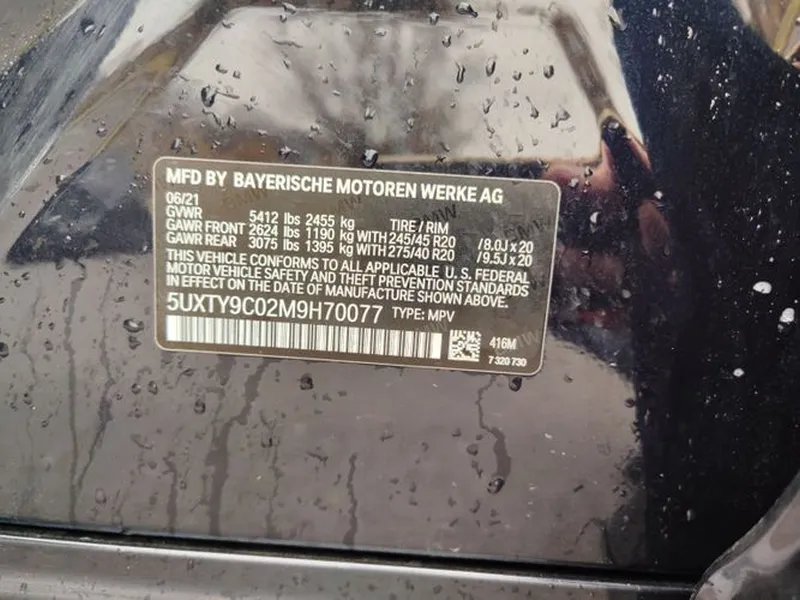 MFD BY BAYERISCHE MOTOREN WERKE AG
06/21
GVWR 5412 lbs 2455 kg TIRE / RIM
GAWR FRONT 2624 lbs 1190 kg WITH 245/45 R20 /8.0J x 20
GAWR REAR 3075 lbs 1395 kg WITH 275/40 R20 /9.5J x 20
THIS VEHICLE CONFORMS TO ALL APPLICABLE U.S. FEDERAL
MOTOR VEHICLE SAFETY AND THEFT PREVENTION STANDARDS
IN EFFECT ON THE DATE OF MANUFACTURE SHOWN ABOVE.
5UXTY9C02M9H70077 TYPE: MPV
416M
7 320 730